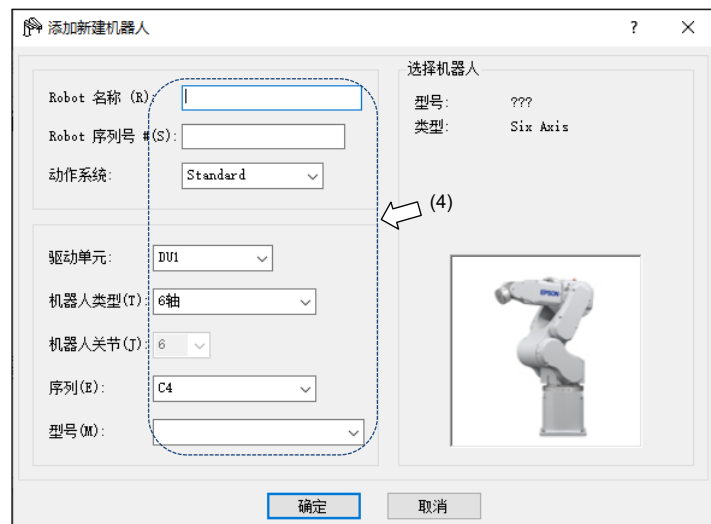 添加新建机器人
? ×
Robot 名称 (R):
Robot 序列号 #(S):
动作系统: Standard
驱动单元: DU1
机器人类型(T): 6轴
机器人关节(J): 6
序列(E): C4
型号(M):
选择机器人
型号: ???
类型: Six Axis
(4)
EPSON
确定 取消